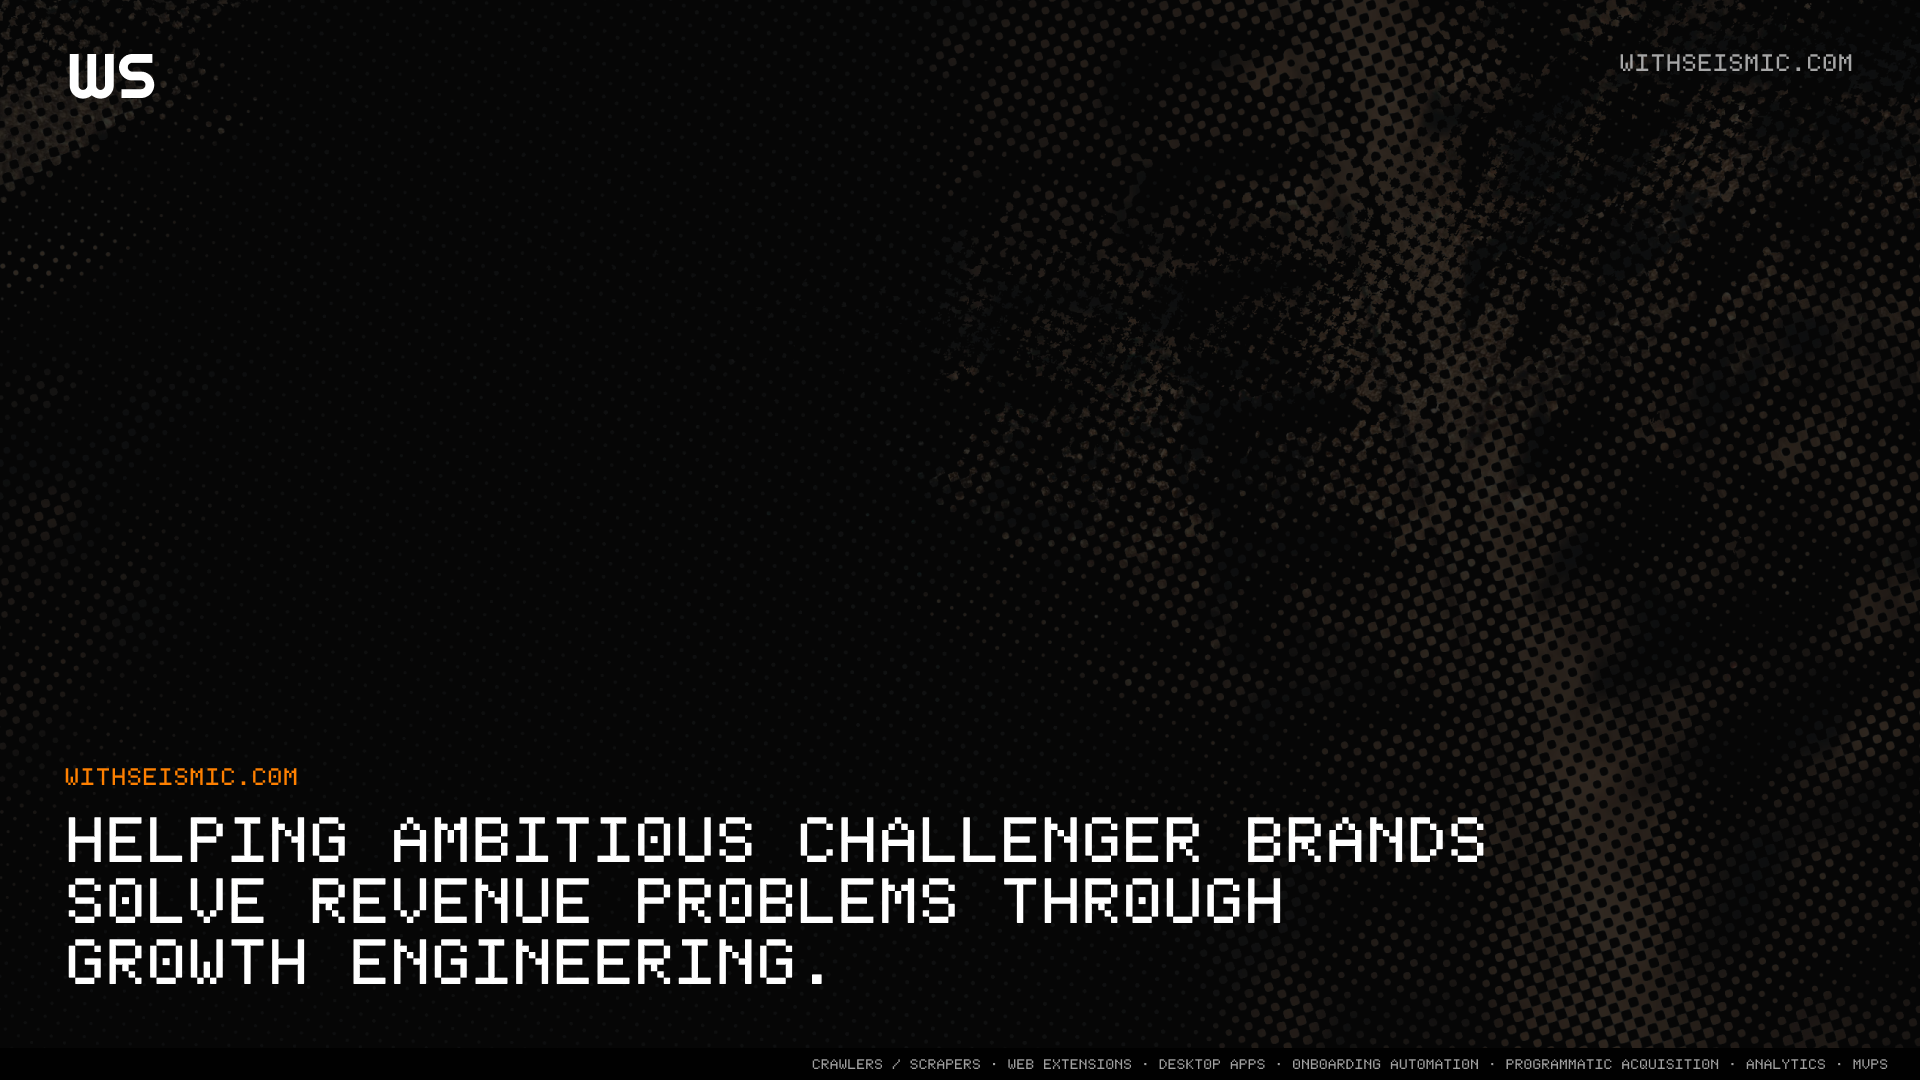 WS
WITHSEISMIC.COM
WITHSEISMIC.COM
HELPING AMBITIOUS CHALLENGER BRANDS
SOLVE REVENUE PROBLEMS THROUGH
GROWTH ENGINEERING.
CRAWLERS / SCRAPERS · WEB EXTENSIONS · DESKTOP APPS · ONBOARDING AUTOMATION · PROGRAMMATIC ACQUISITION · ANALYTICS · MVPS